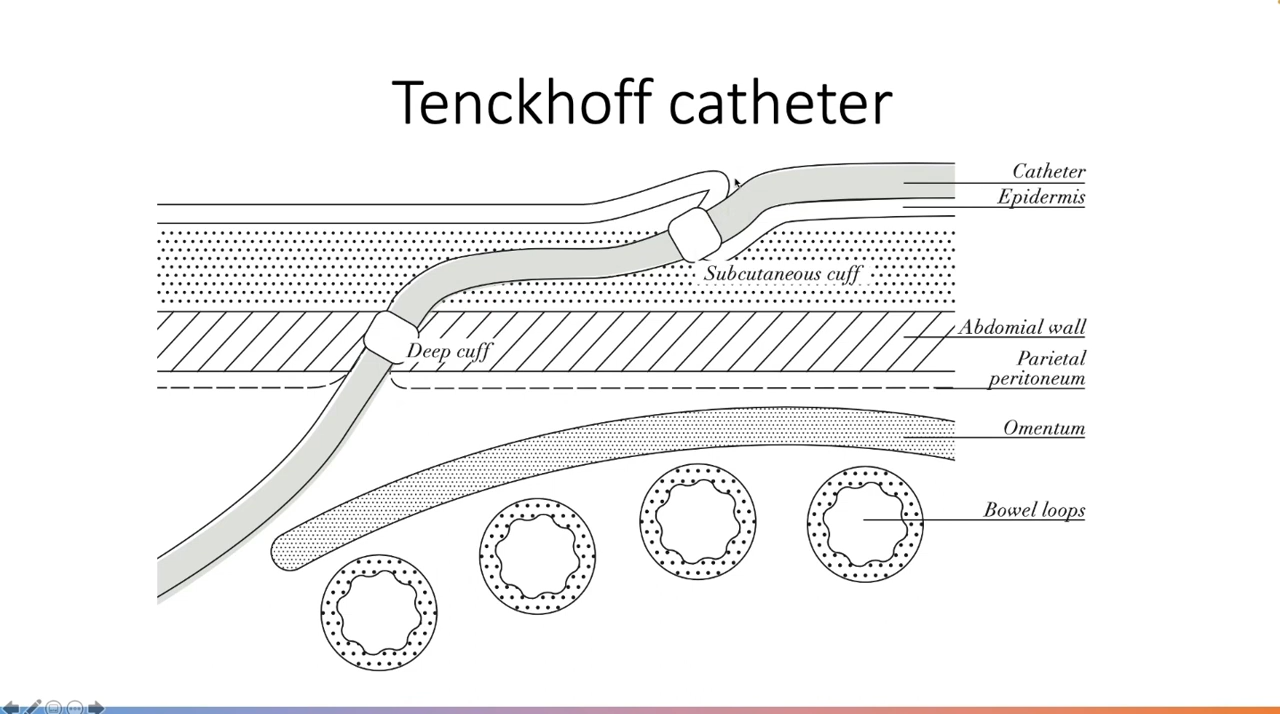 Tenckhoff catheter
Catheter
Epidermis
Subcutaneous cuff
Abdomial wall
Deep cuff
Parietal
peritoneum
Omentum
Bowel loops